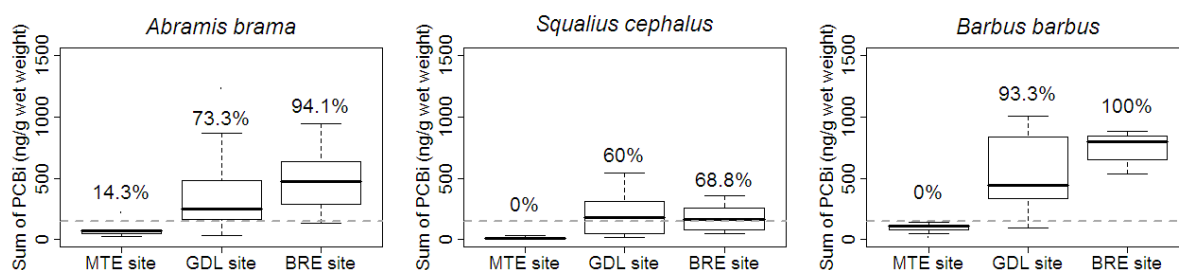 Abramis brama
Sum of PCBi (ng/g wet weight)
1500
1000
500
0
14.3%
73.3%
94.1%
MTE site
GDL site
BRE site
Squalius cephalus
Sum of PCBi (ng/g wet weight)
1500
1000
500
0
0%
60%
68.8%
MTE site
GDL site
BRE site
Barbus barbus
Sum of PCBi (ng/g wet weight)
1500
1000
500
0
0%
93.3%
100%
MTE site
GDL site
BRE site